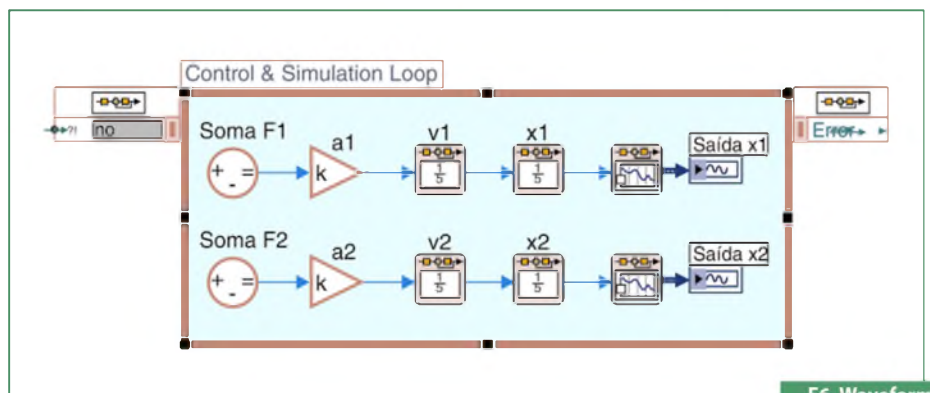 Control & Simulation Loop
no
Error
Soma F1
a1
v1
x1
Saída x1
+ - =
k
1/s
1/s
Soma F2
a2
v2
x2
Saída x2
+ - =
k
1/s
1/s